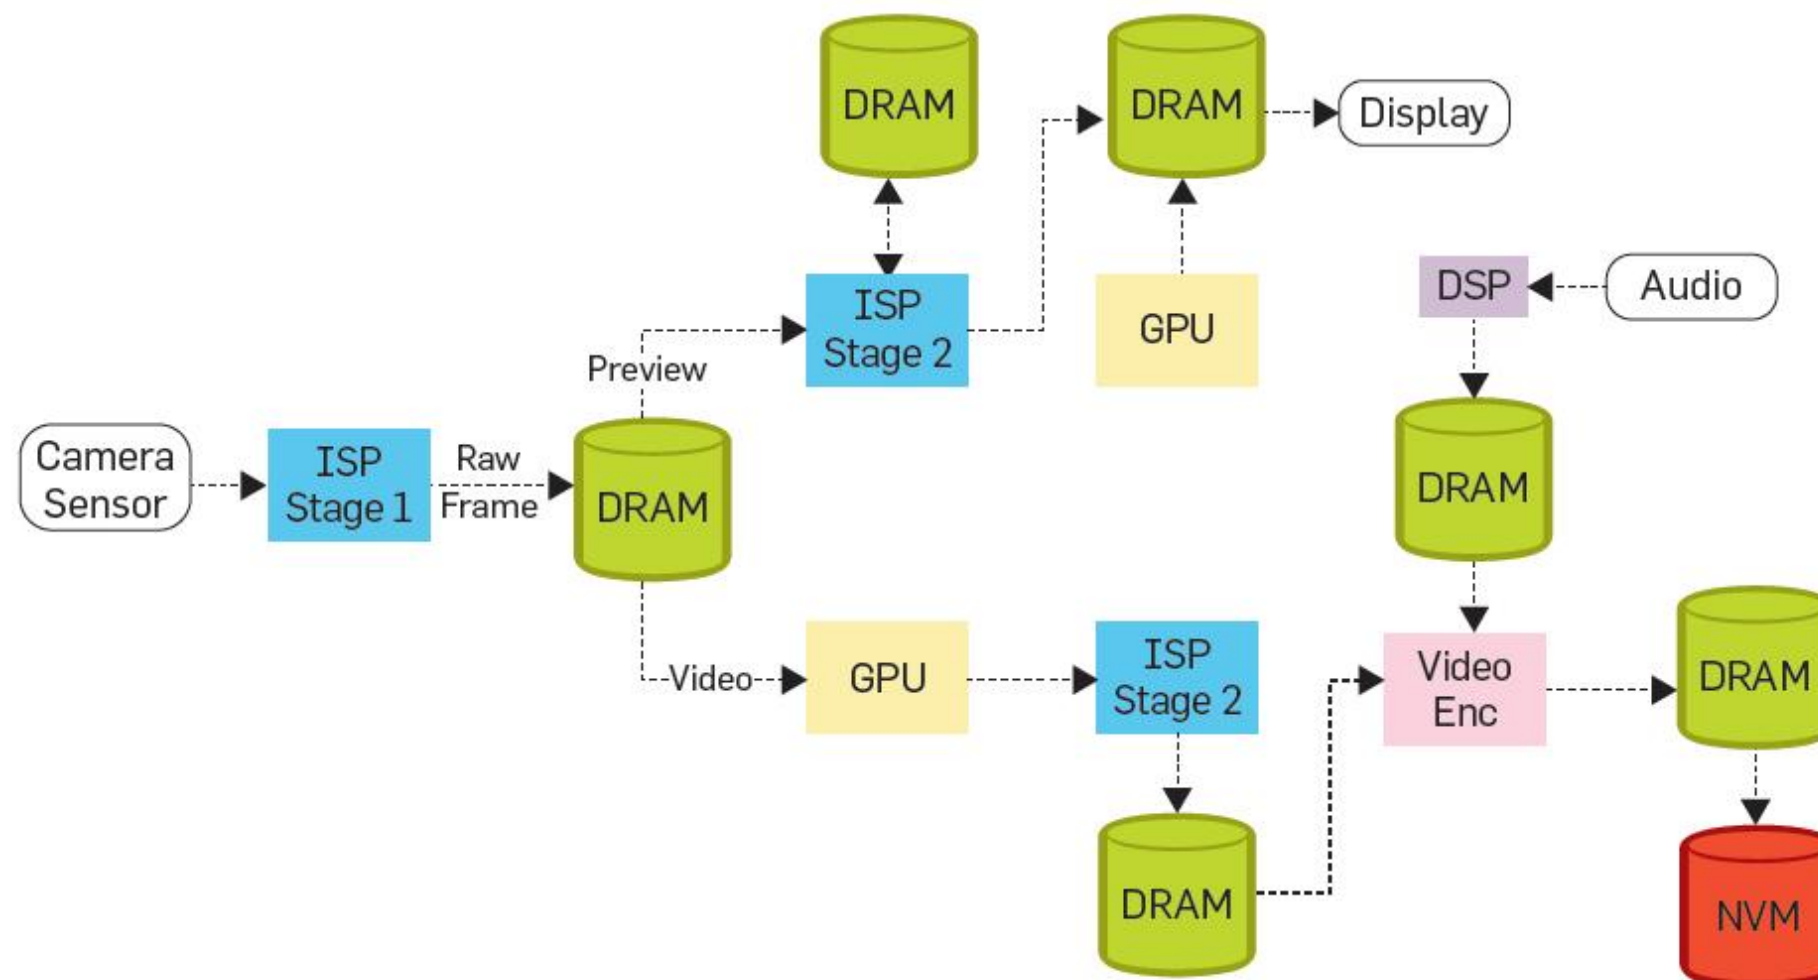 DRAM
DRAM
Display
ISP
Stage 2
GPU
DSP
Audio
Preview
Camera
Sensor
ISP
Stage 1
Raw
Frame
DRAM
DRAM
Video
GPU
ISP
Stage 2
Video
Enc
DRAM
DRAM
NVM